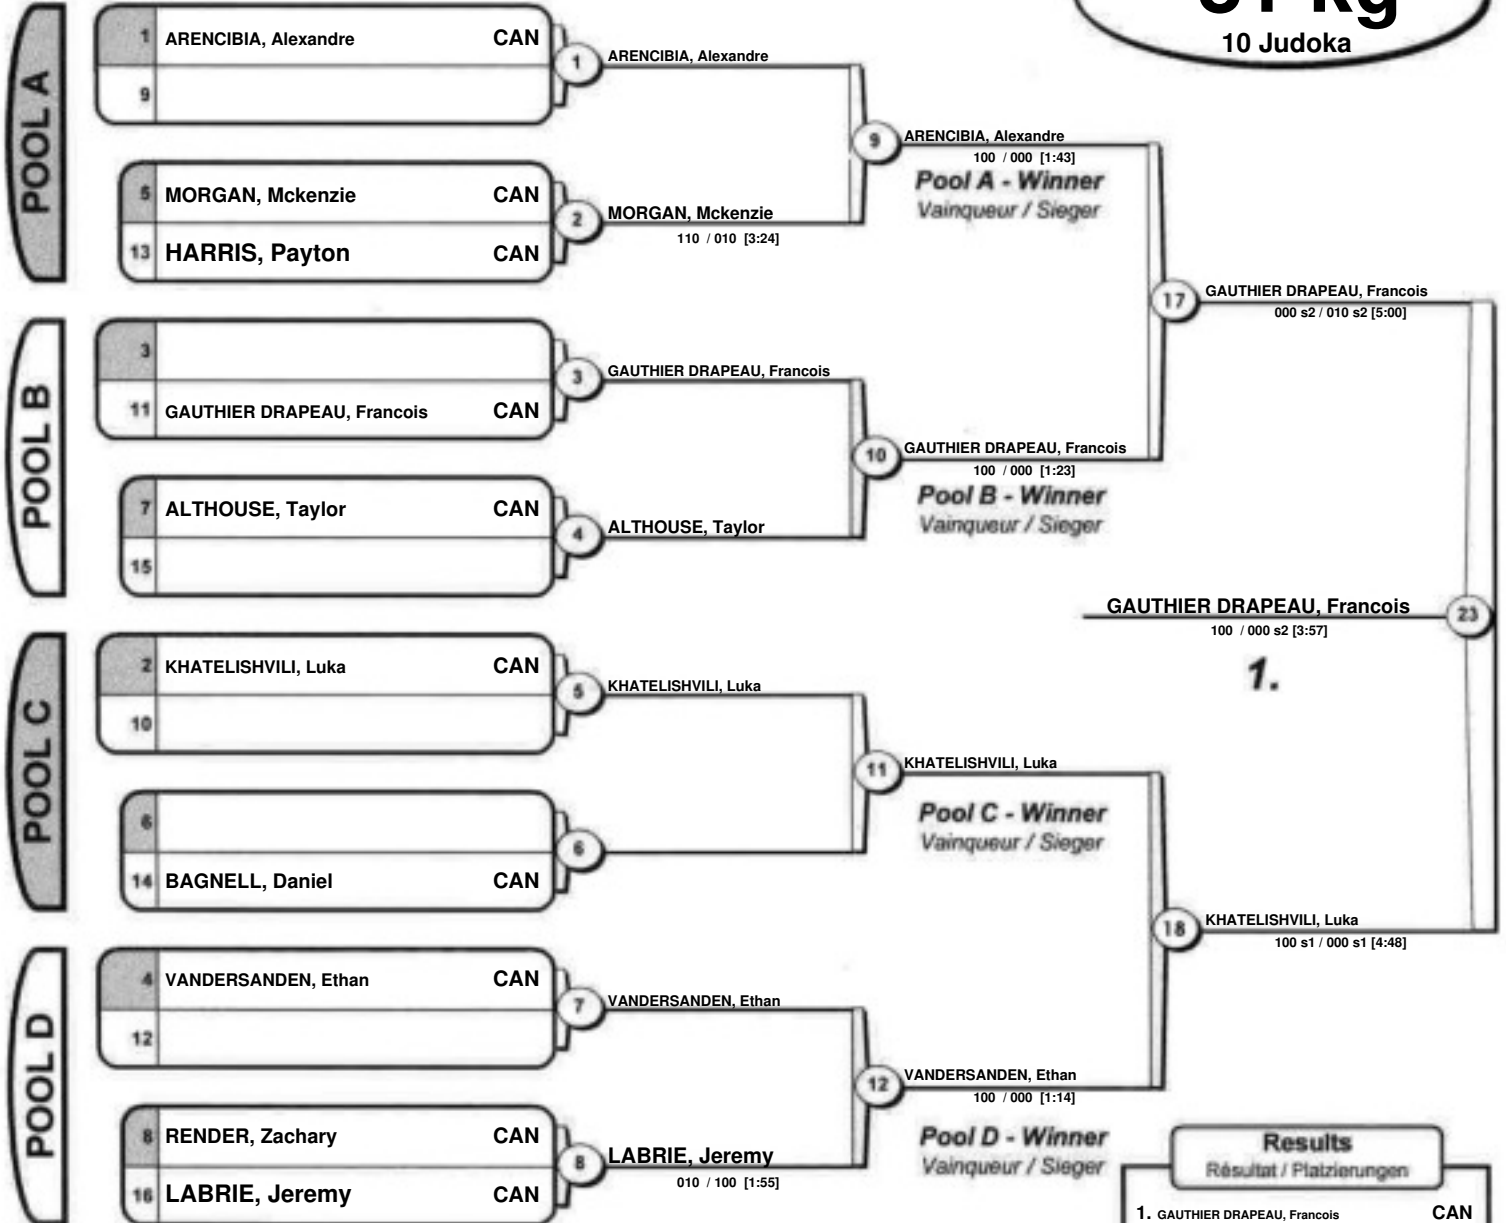 81 kg
10 Judoka
POOL A
1 ARENCIBIA, Alexandre CAN
9
5 MORGAN, Mckenzie CAN
13 HARRIS, Payton CAN
1 ARENCIBIA, Alexandre
2 MORGAN, Mckenzie
110 / 010 [3:24]
9 ARENCIBIA, Alexandre
100 / 000 [1:43]
Pool A - Winner
Vainqueur / Sieger
POOL B
3
11 GAUTHIER DRAPEAU, Francois CAN
7 ALTHOUSE, Taylor CAN
15
3 GAUTHIER DRAPEAU, Francois
4 ALTHOUSE, Taylor
10 GAUTHIER DRAPEAU, Francois
100 / 000 [1:23]
Pool B - Winner
Vainqueur / Sieger
17 GAUTHIER DRAPEAU, Francois
000 s2 / 010 s2 [5:00]
GAUTHIER DRAPEAU, Francois 23
100 / 000 s2 [3:57]
1.
POOL C
2 KHATELISHVILI, Luka CAN
10
6
14 BAGNELL, Daniel CAN
5 KHATELISHVILI, Luka
6
11 KHATELISHVILI, Luka
Pool C - Winner
Vainqueur / Sieger
POOL D
4 VANDERSANDEN, Ethan CAN
12
8 RENDER, Zachary CAN
16 LABRIE, Jeremy CAN
7 VANDERSANDEN, Ethan
8 LABRIE, Jeremy
010 / 100 [1:55]
12 VANDERSANDEN, Ethan
100 / 000 [1:14]
Pool D - Winner
Vainqueur / Sieger
18 KHATELISHVILI, Luka
100 s1 / 000 s1 [4:48]
Results
Résultat / Platzierungen
1. GAUTHIER DRAPEAU, Francois CAN